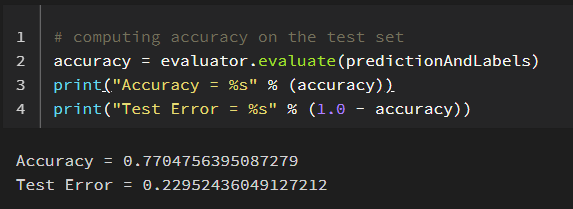 1 # computing accuracy on the test set
2 accuracy = evaluator.evaluate(predictionAndLabels)
3 print("Accuracy = %s" % (accuracy))
4 print("Test Error = %s" % (1.0 - accuracy))
Accuracy = 0.7704756395087279
Test Error = 0.22952436049127212